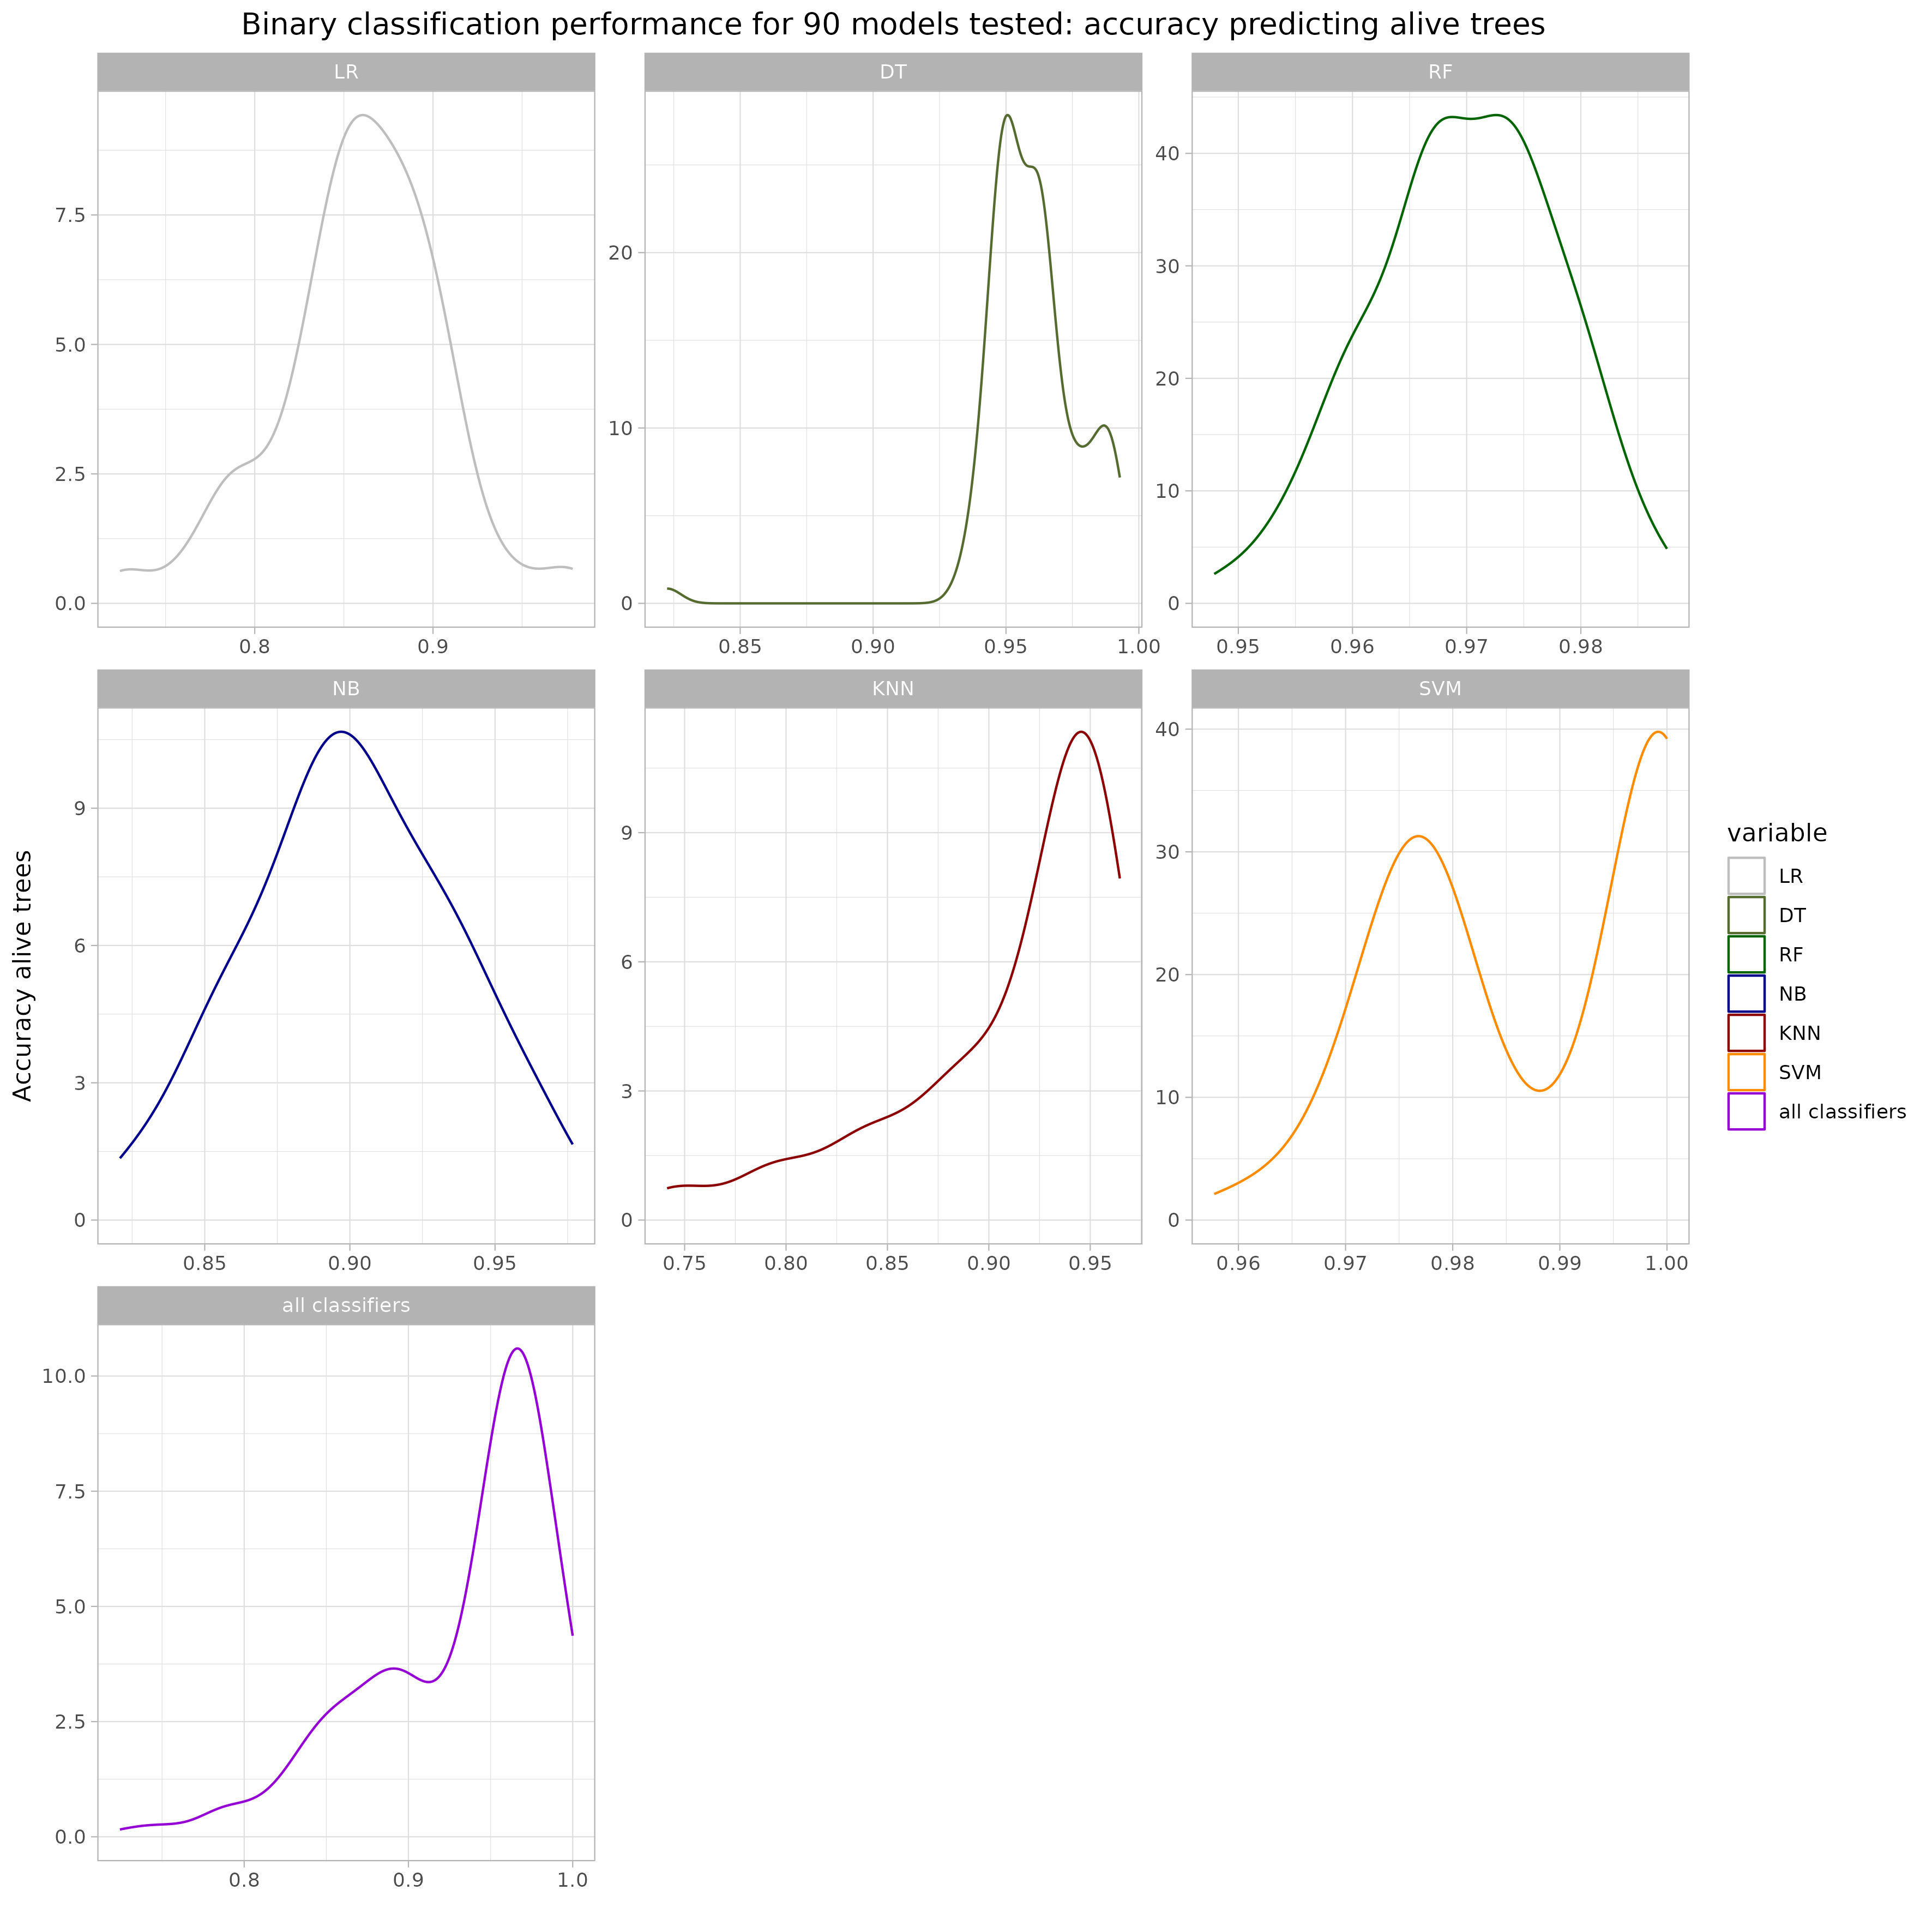 Binary classification performance for 90 models tested: accuracy predicting alive trees
LR
DT
RF
7.5
5.0
2.5
0.0
0.8 0.9
20
10
0
0.85 0.90 0.95 1.00
40
30
20
10
0
0.95 0.96 0.97 0.98
NB
KNN
SVM
9
6
3
0
0.85 0.90 0.95
9
6
3
0
0.75 0.80 0.85 0.90 0.95
40
30
20
10
0
0.96 0.97 0.98 0.99 1.00
all classifiers
10.0
7.5
5.0
2.5
0.0
0.8 0.9 1.0
Accuracy alive trees
variable
LR
DT
RF
NB
KNN
SVM
all classifiers